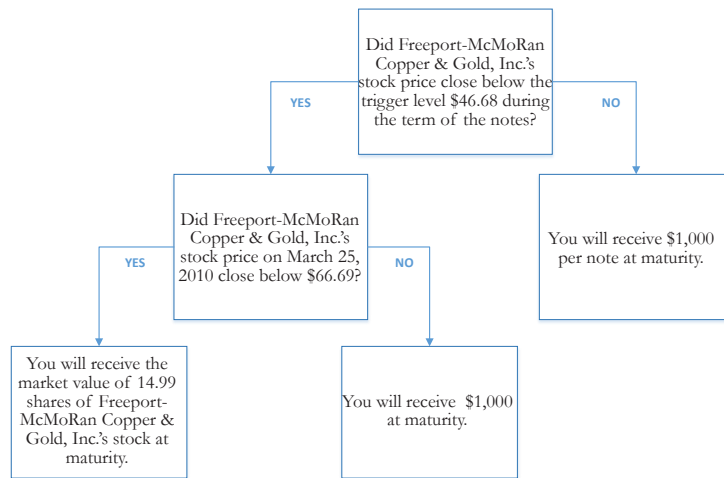 Did Freeport-McMoRan
Copper & Gold, Inc.'s
stock price close below the
trigger level $46.68 during
the term of the notes?
YES
NO
Did Freeport-McMoRan
Copper & Gold, Inc.'s
stock price on March 25,
2010 close below $66.69?
You will receive $1,000
per note at maturity.
YES
NO
You will receive the
market value of 14.99
shares of Freeport-
McMoRan Copper &
Gold, Inc.'s stock at
maturity.
You will receive $1,000
at maturity.